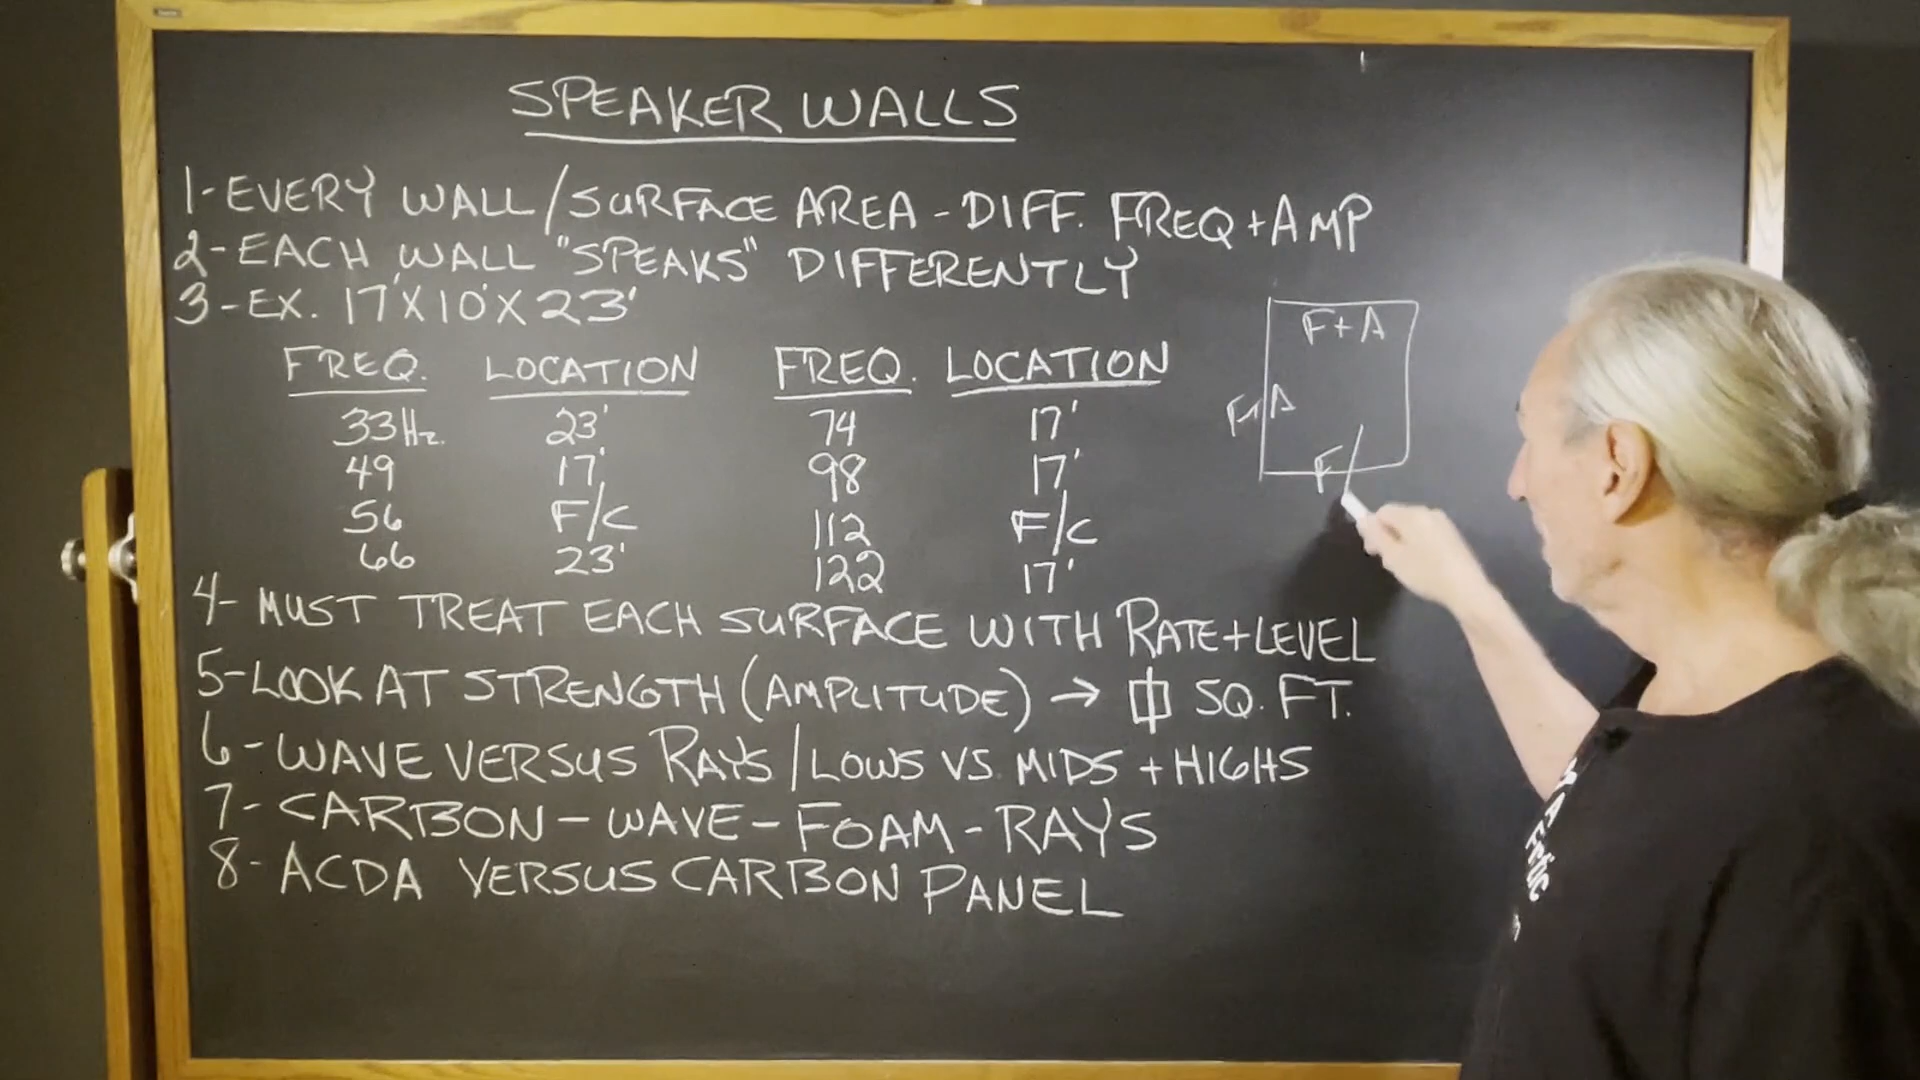 SPEAKER WALLS
1-EVERY WALL/SURFACE AREA-DIFF. FREQ+AMP
2-EACH WALL "SPEAKS" DIFFERENTLY
3-EX. 17'X10'X23'
FREQ. LOCATION FREQ. LOCATION
33Hz. 23' 74 17'
49 17' 98 17'
56 F/C 112 F/C
66 23' 122 17'
F+A
F+A
F
4-MUST TREAT EACH SURFACE WITH RATE+LEVEL
5-LOOK AT STRENGTH (AMPLITUDE) → SQ. FT.
6-WAVE VERSUS RAYS/LOWS VS. MIDS+HIGHS
7-CARBON-WAVE-FOAM-RAYS
8-ACDA VERSUS CARBON PANEL